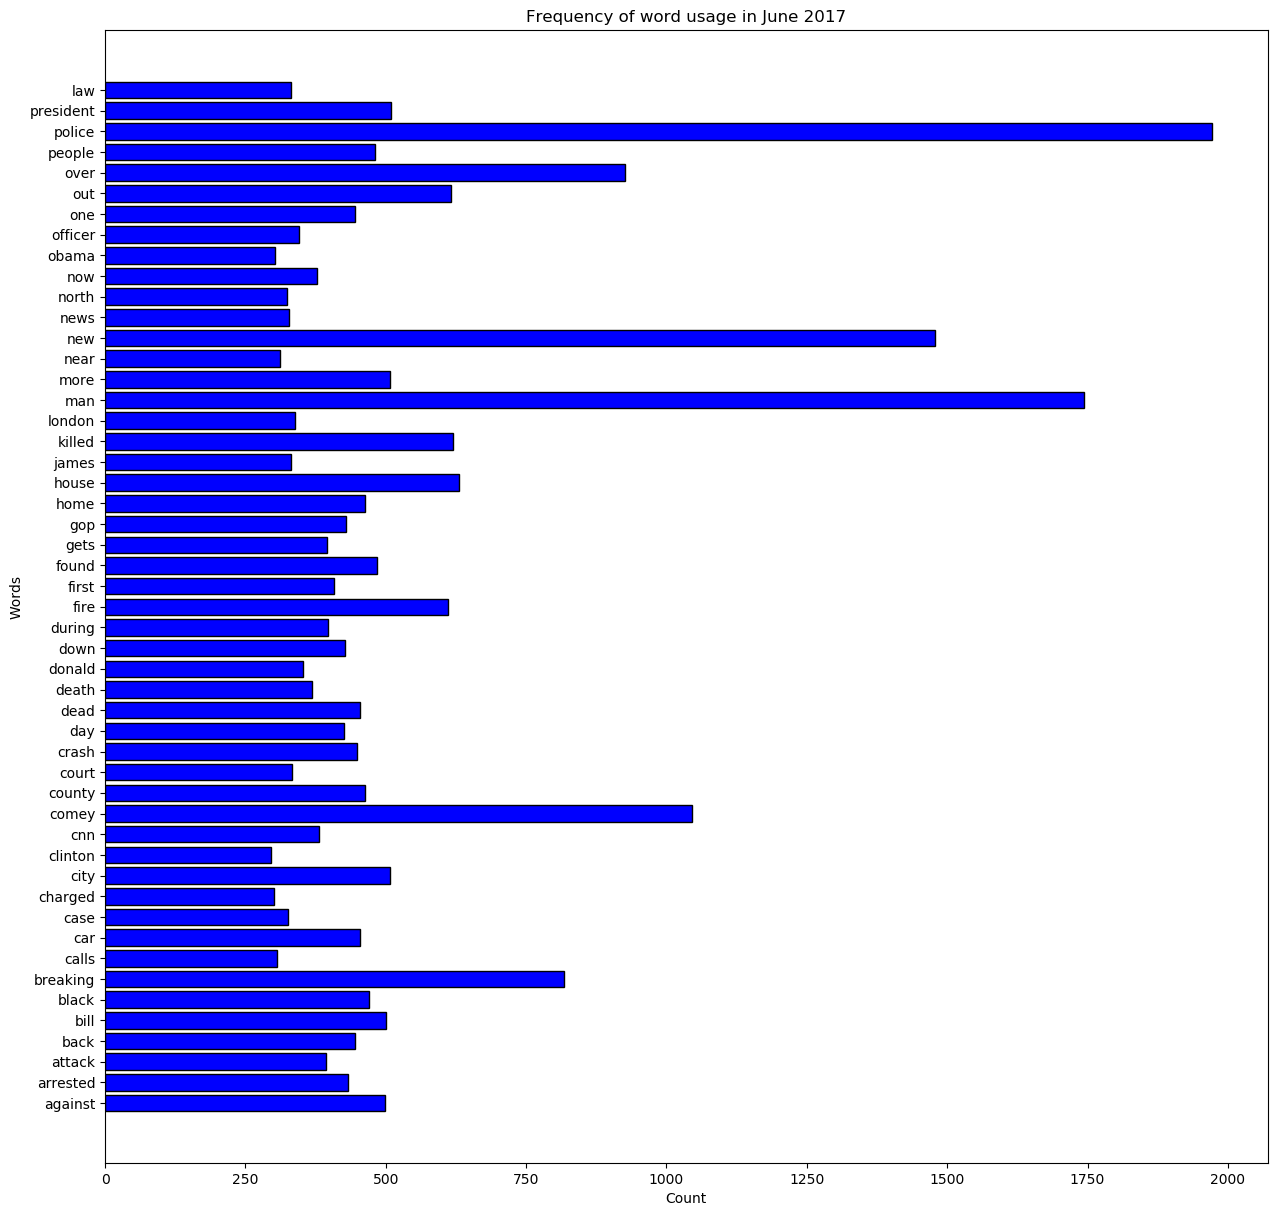 Frequency of word usage in June 2017
law
president
police
people
over
out
one
officer
obama
now
north
news
new
near
more
man
london
killed
james
house
home
gop
gets
found
first
fire
during
down
donald
death
dead
day
crash
court
county
comey
cnn
clinton
city
charged
case
car
calls
breaking
black
bill
back
attack
arrested
against
Words
0 250 500 750 1000 1250 1500 1750 2000
Count